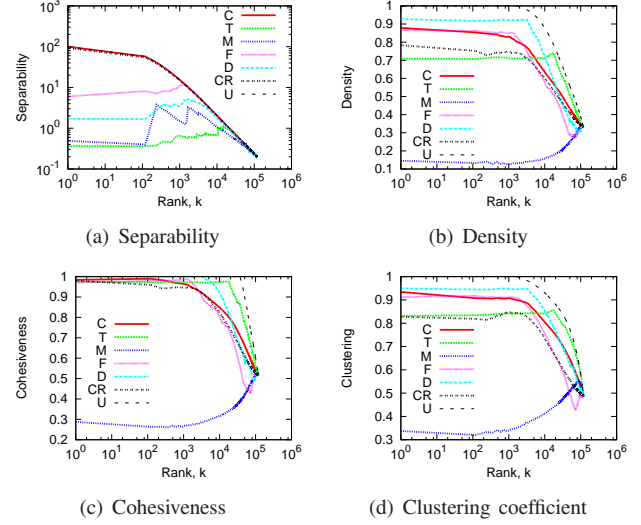 10^3
10^2
10^1
10^0
10^-1
Separability
C
T
M
F
D
CR
U
10^0 10^1 10^2 10^3 10^4 10^5 10^6
Rank, k
(a) Separability
1
0.9
0.8
0.7
0.6
0.5
0.4
0.3
0.2
0.1
Density
C
T
M
F
D
CR
U
10^0 10^1 10^2 10^3 10^4 10^5 10^6
Rank, k
(b) Density
1
0.9
0.8
0.7
0.6
0.5
0.4
0.3
0.2
Cohesiveness
C
T
M
F
D
CR
U
10^0 10^1 10^2 10^3 10^4 10^5 10^6
Rank, k
(c) Cohesiveness
1
0.9
0.8
0.7
0.6
0.5
0.4
0.3
Clustering
C
T
M
F
D
CR
U
10^0 10^1 10^2 10^3 10^4 10^5 10^6
Rank, k
(d) Clustering coefficient